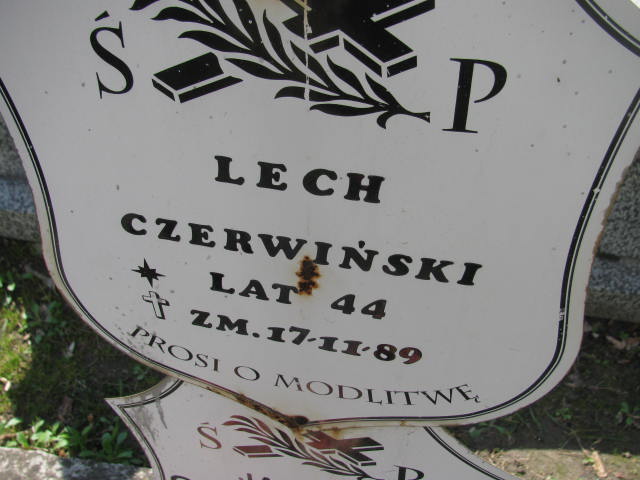 Ś P
LECH
CZERWIŃSKI
LAT 44
ZM. 17-11-89
PROSI O MODLITWĘ
Ś P